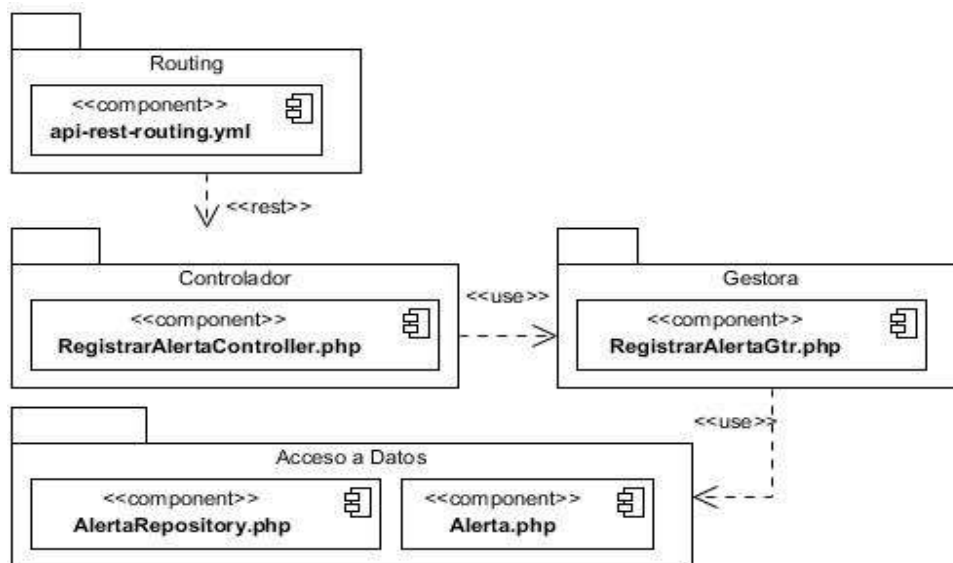 Routing
<<component>>
api-rest-routing.yml
<<rest>>
Controlador
<<component>>
RegistrarAlertaController.php
<<use>>
Gestora
<<component>>
RegistrarAlertaGtr.php
<<use>>
Acceso a Datos
<<component>>
AlertaRepository.php
<<component>>
Alerta.php